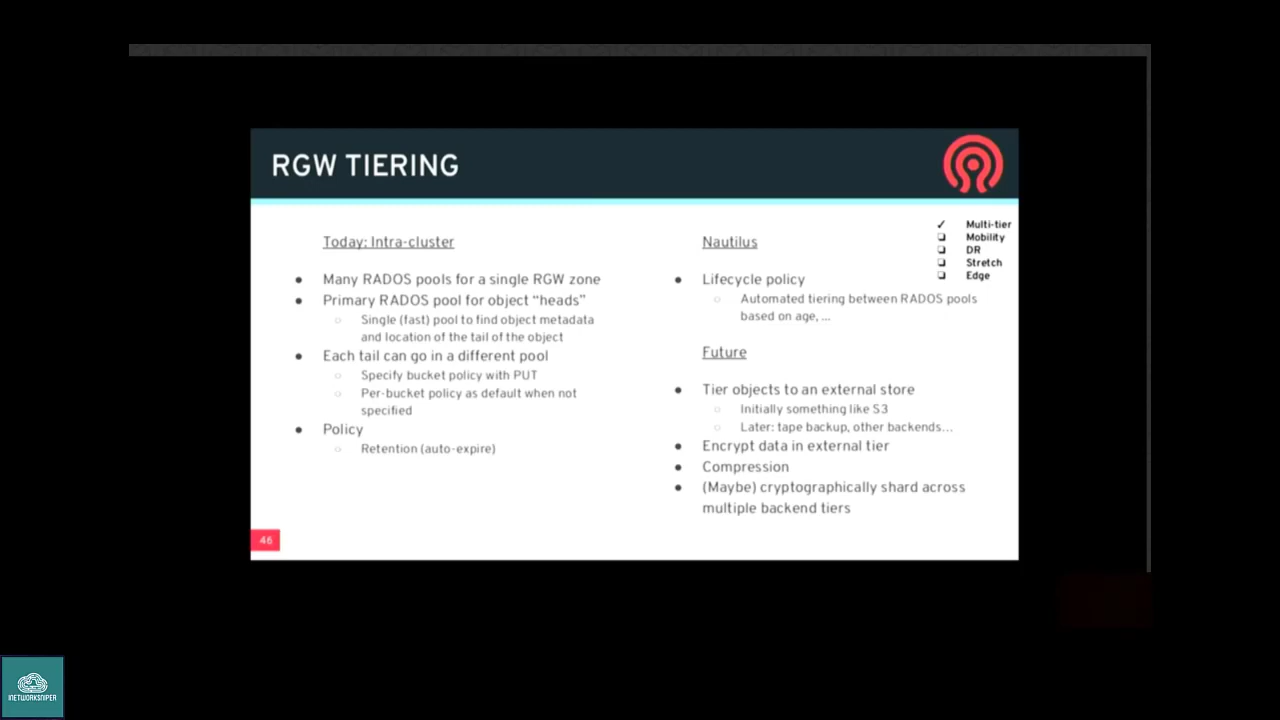 RGW TIERING
Today: Intra-cluster
● Many RADOS pools for a single RGW zone
● Primary RADOS pool for object “heads”
○ Single (fast) pool to find object metadata
and location of the tail of the object
● Each tail can go in a different pool
○ Specify bucket policy with PUT
○ Per-bucket policy as default when not
specified
● Policy
○ Retention (auto-expire)
Nautilus
● Lifecycle policy
○ Automated tiering between RADOS pools
based on age, ...
Future
● Tier objects to an external store
○ Initially something like S3
○ Later: tape backup, other backends…
● Encrypt data in external tier
● Compression
● (Maybe) cryptographically shard across
multiple backend tiers
✓ Multi-tier
❏ Mobility
❏ DR
❏ Stretch
❏ Edge
46
INETWORKSNIPER